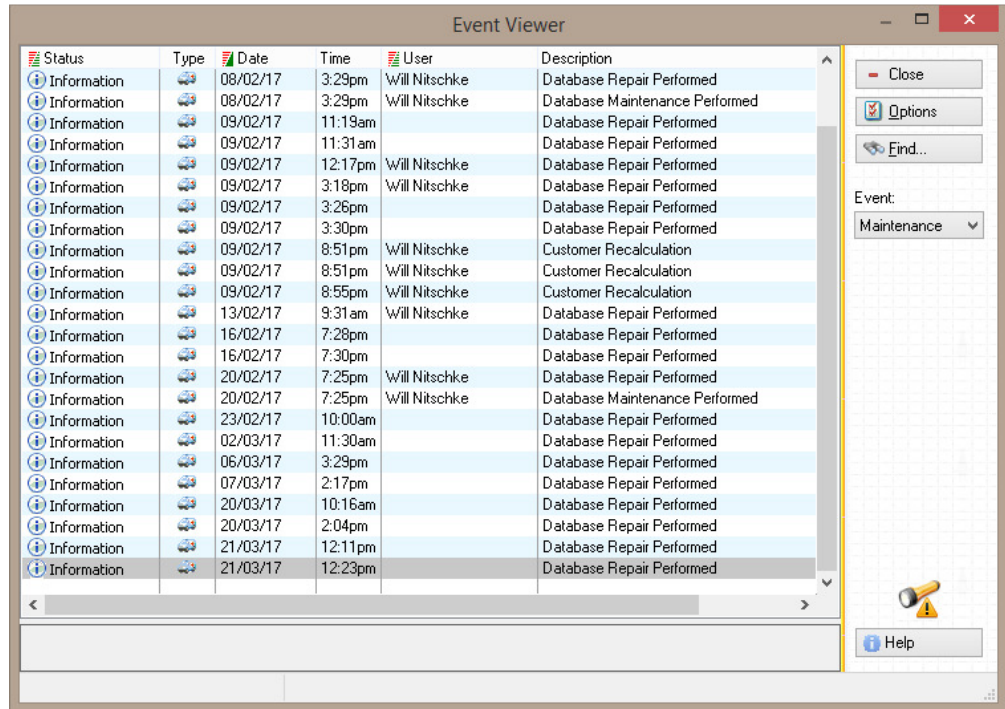 Event Viewer
Status Type Date Time User Description
Information 08/02/17 3:29pm Will Nitschke Database Repair Performed
Information 08/02/17 3:29pm Will Nitschke Database Maintenance Performed
Information 09/02/17 11:19am Database Repair Performed
Information 09/02/17 11:31am Database Repair Performed
Information 09/02/17 12:17pm Will Nitschke Database Repair Performed
Information 09/02/17 3:18pm Will Nitschke Database Repair Performed
Information 09/02/17 3:26pm Database Repair Performed
Information 09/02/17 3:30pm Database Repair Performed
Information 09/02/17 8:51pm Will Nitschke Customer Recalculation
Information 09/02/17 8:51pm Will Nitschke Customer Recalculation
Information 09/02/17 8:55pm Will Nitschke Customer Recalculation
Information 13/02/17 9:31am Will Nitschke Database Repair Performed
Information 16/02/17 7:28pm Database Repair Performed
Information 16/02/17 7:30pm Database Repair Performed
Information 20/02/17 7:25pm Will Nitschke Database Repair Performed
Information 20/02/17 7:25pm Will Nitschke Database Maintenance Performed
Information 23/02/17 10:00am Database Repair Performed
Information 02/03/17 11:30am Database Repair Performed
Information 06/03/17 3:29pm Database Repair Performed
Information 07/03/17 2:17pm Database Repair Performed
Information 20/03/17 10:16am Database Repair Performed
Information 20/03/17 2:04pm Database Repair Performed
Information 21/03/17 12:11pm Database Repair Performed
Information 21/03/17 12:23pm Database Repair Performed
Close
Options
Find...
Event:
Maintenance
Help